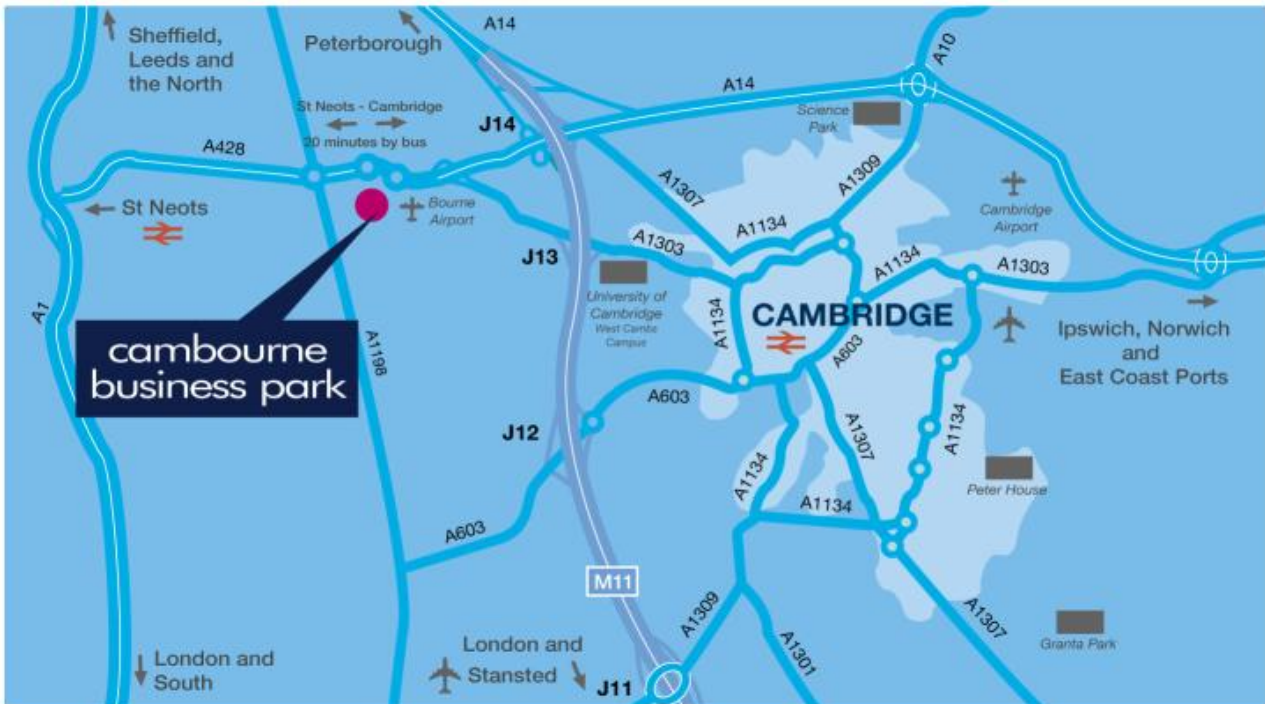 Sheffield,
Leeds and
the North
Peterborough
A14
A10
St Neots - Cambridge
20 minutes by bus
J14
A14
Science
Park
A428
A1307
A1309
St Neots
Bourne
Airport
Cambridge
Airport
A1134
A1303
J13
A1134
A1303
University of
Cambridge
West Cambs
Campus
A1134
CAMBRIDGE
A1
cambourne
business park
A1198
A603
A603
Ipswich, Norwich
and
East Coast Ports
J12
A1134
A1307
A1134
Peter House
A1134
A603
M11
A1309
A1301
A1307
Granta Park
London and
South
London and
Stansted
J11